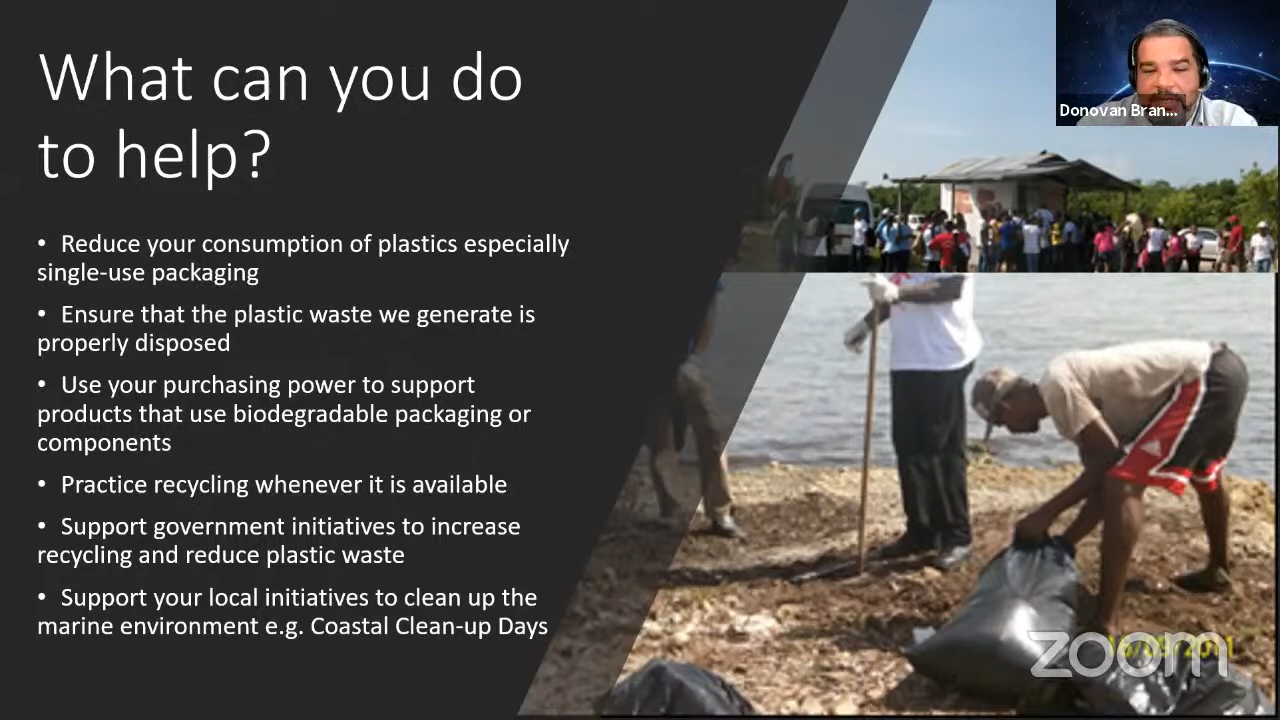 What can you do
to help?
• Reduce your consumption of plastics especially
single-use packaging
• Ensure that the plastic waste we generate is
properly disposed
• Use your purchasing power to support
products that use biodegradable packaging or
components
• Practice recycling whenever it is available
• Support government initiatives to increase
recycling and reduce plastic waste
• Support your local initiatives to clean up the
marine environment e.g. Coastal Clean-up Days
Donovan Bran...
zoom